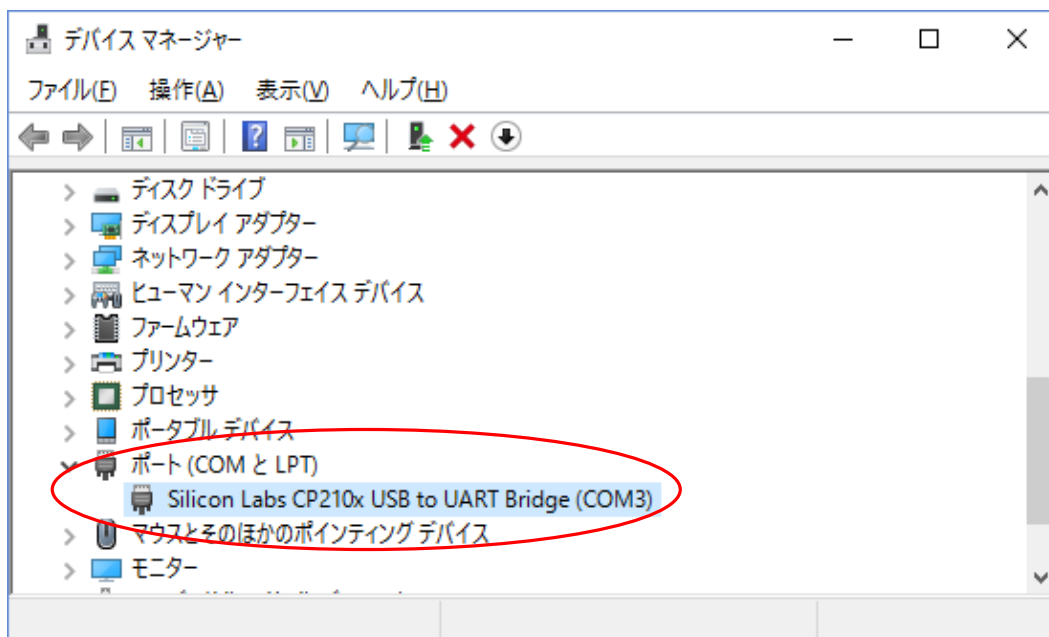 デバイス マネージャー
ファイル(F) 操作(A) 表示(V) ヘルプ(H)
ディスク ドライブ
ディスプレイ アダプター
ネットワーク アダプター
ヒューマン インターフェイス デバイス
ファームウェア
プリンター
プロセッサ
ポータブル デバイス
ポート (COM と LPT)
Silicon Labs CP210x USB to UART Bridge (COM3)
マウスとそのほかのポインティング デバイス
モニター